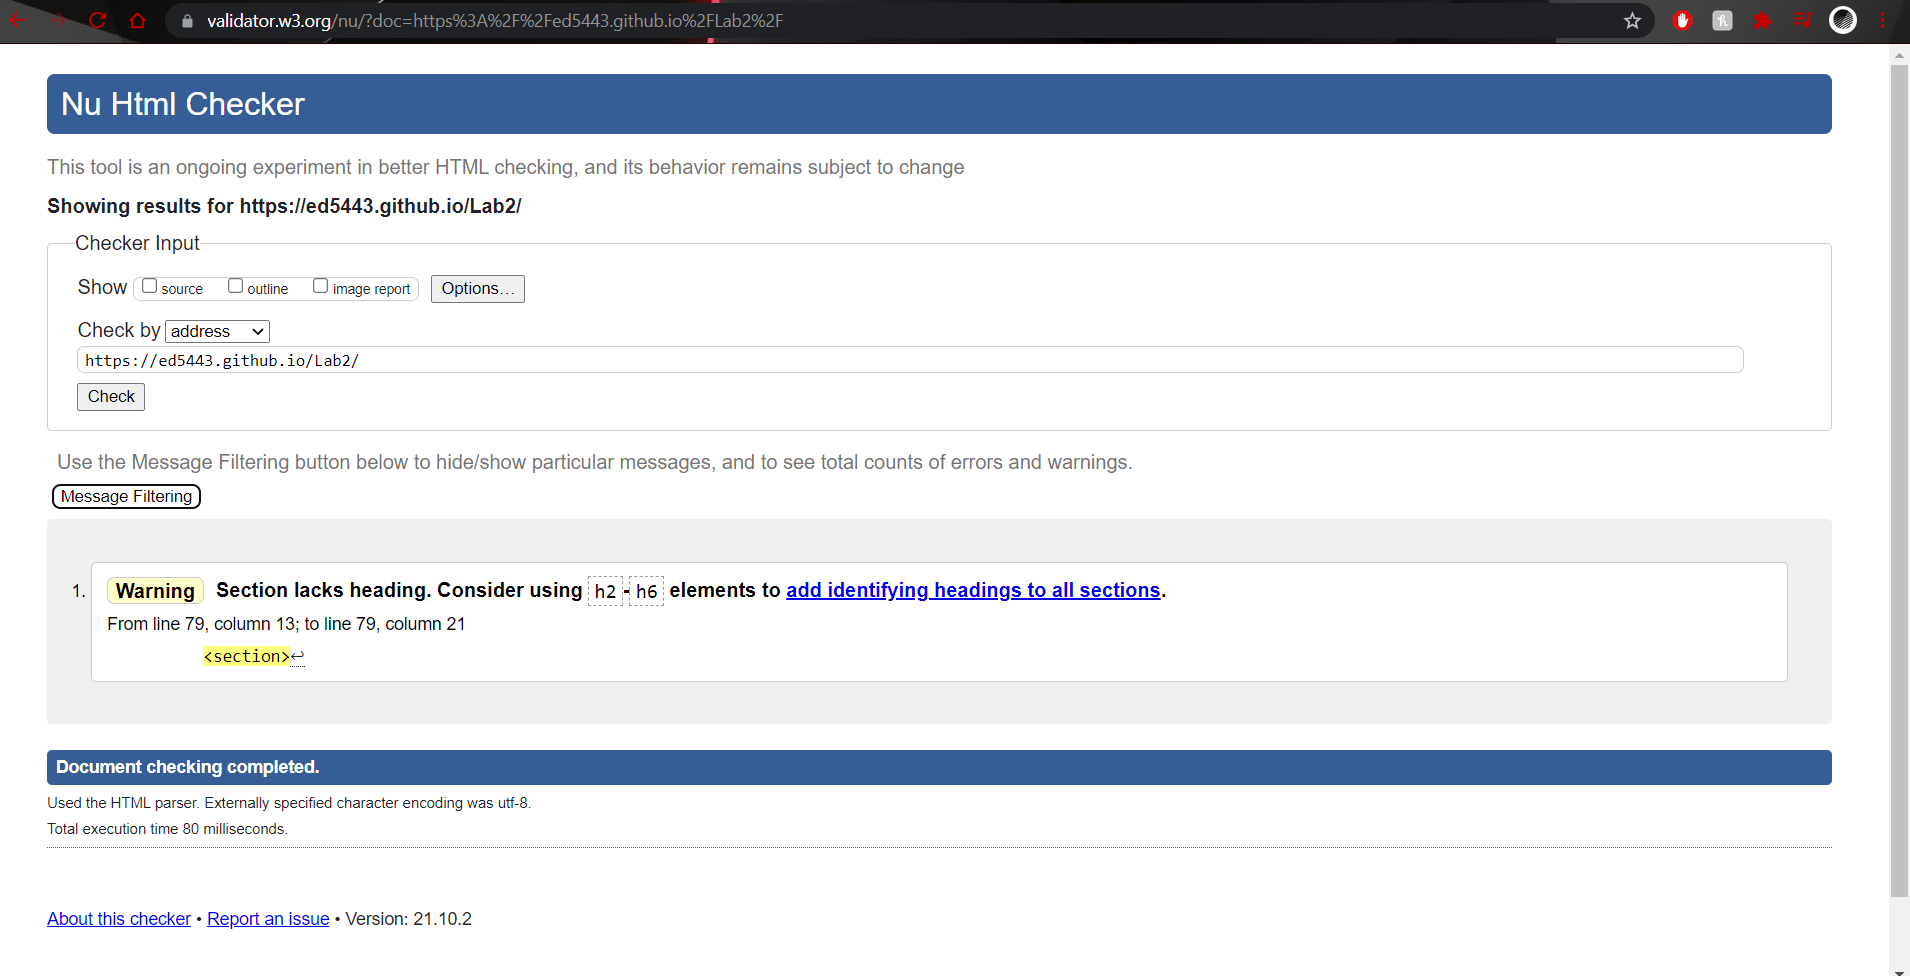 validator.w3.org/nu/?doc=https%3A%2F%2Fed5443.github.io%2FLab2%2F
Nu Html Checker
This tool is an ongoing experiment in better HTML checking, and its behavior remains subject to change
Showing results for https://ed5443.github.io/Lab2/
Checker Input
Show source outline image report Options…
Check by address
https://ed5443.github.io/Lab2/
Check
Use the Message Filtering button below to hide/show particular messages, and to see total counts of errors and warnings.
Message Filtering
1. Warning Section lacks heading. Consider using h2-h6 elements to add identifying headings to all sections.
From line 79, column 13; to line 79, column 21
<section>↩
Document checking completed.
Used the HTML parser. Externally specified character encoding was utf-8.
Total execution time 80 milliseconds.
About this checker • Report an issue • Version: 21.10.2